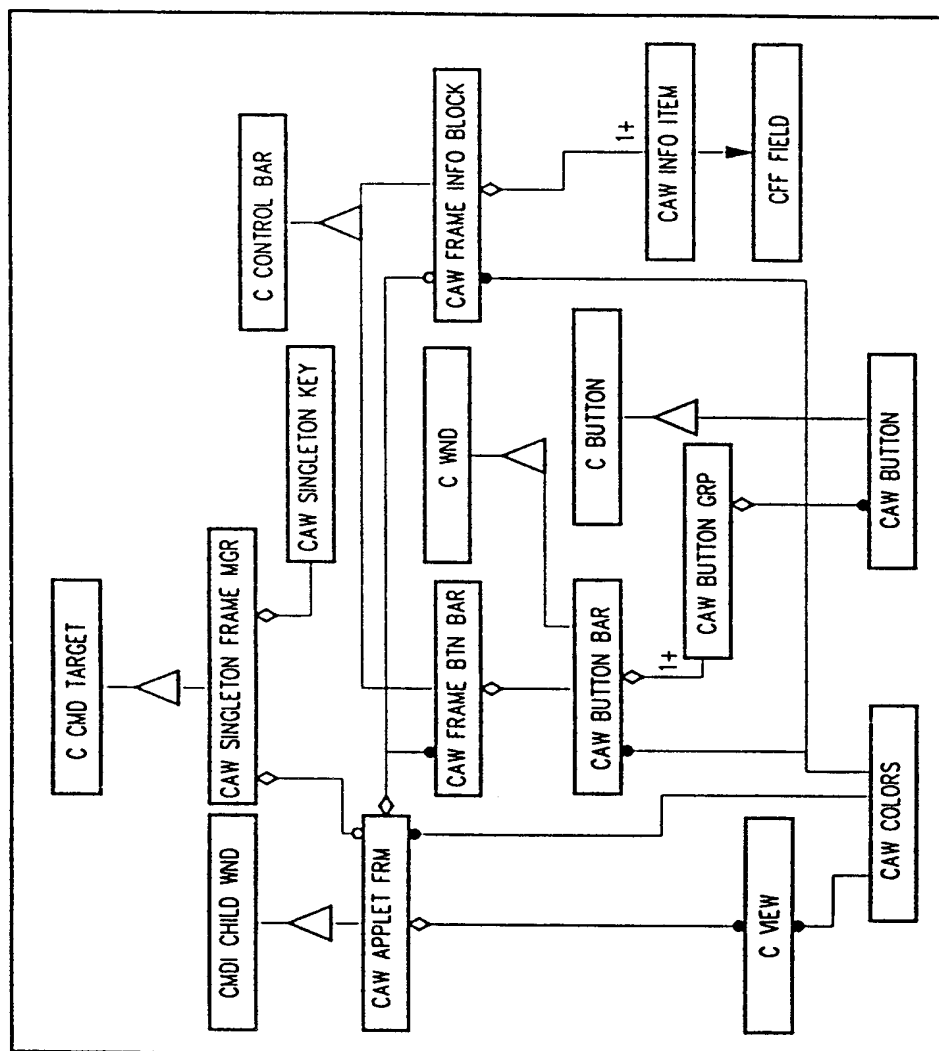 C CMD TARGET
CMDI CHILD WND
CAW SINGLETON FRAME MGR
CAW SINGLETON KEY
C CONTROL BAR
CAW APPLET FRM
CAW FRAME BTN BAR
C WND
CAW FRAME INFO BLOCK
CAW BUTTON BAR
C BUTTON
1+
1+
CAW INFO ITEM
CAW BUTTON GRP
C VIEW
CFF FIELD
CAW COLORS
CAW BUTTON